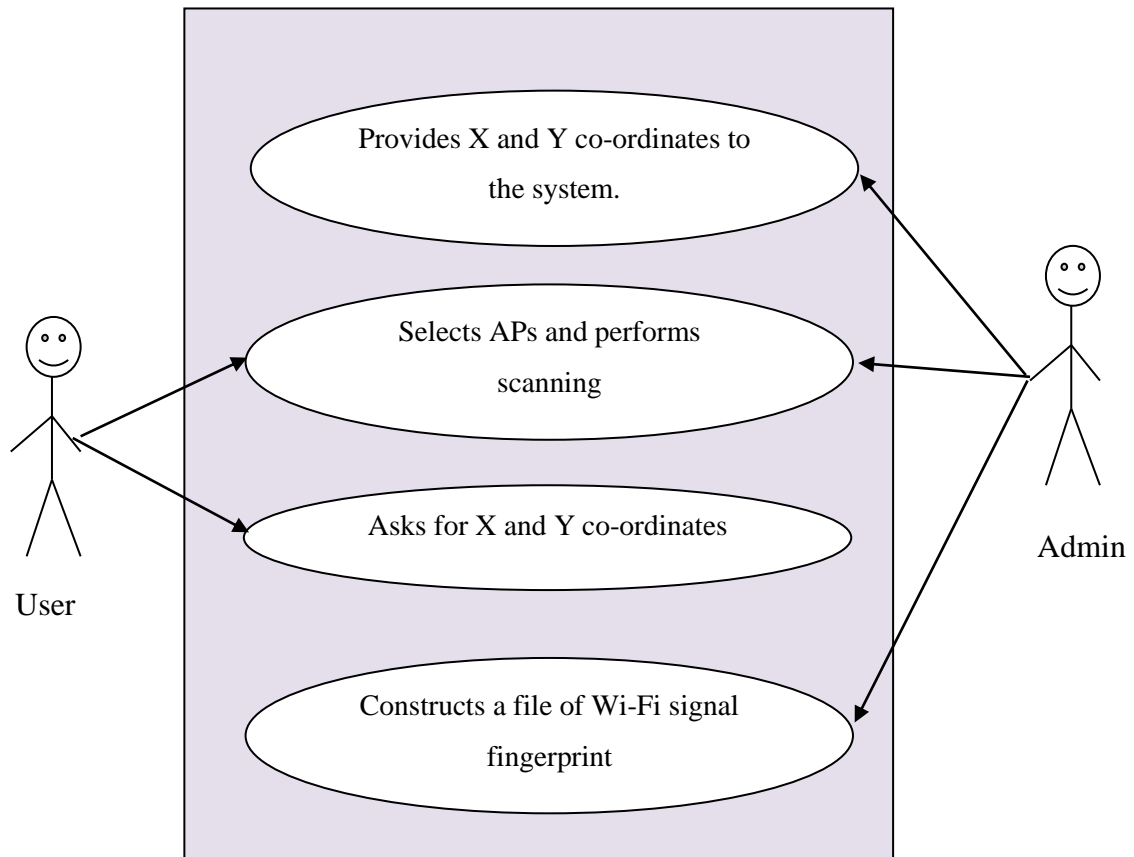 Provides X and Y co-ordinates to
the system.
Selects APs and performs
scanning
Asks for X and Y co-ordinates
Admin
User
Constructs a file of Wi-Fi signal
fingerprint